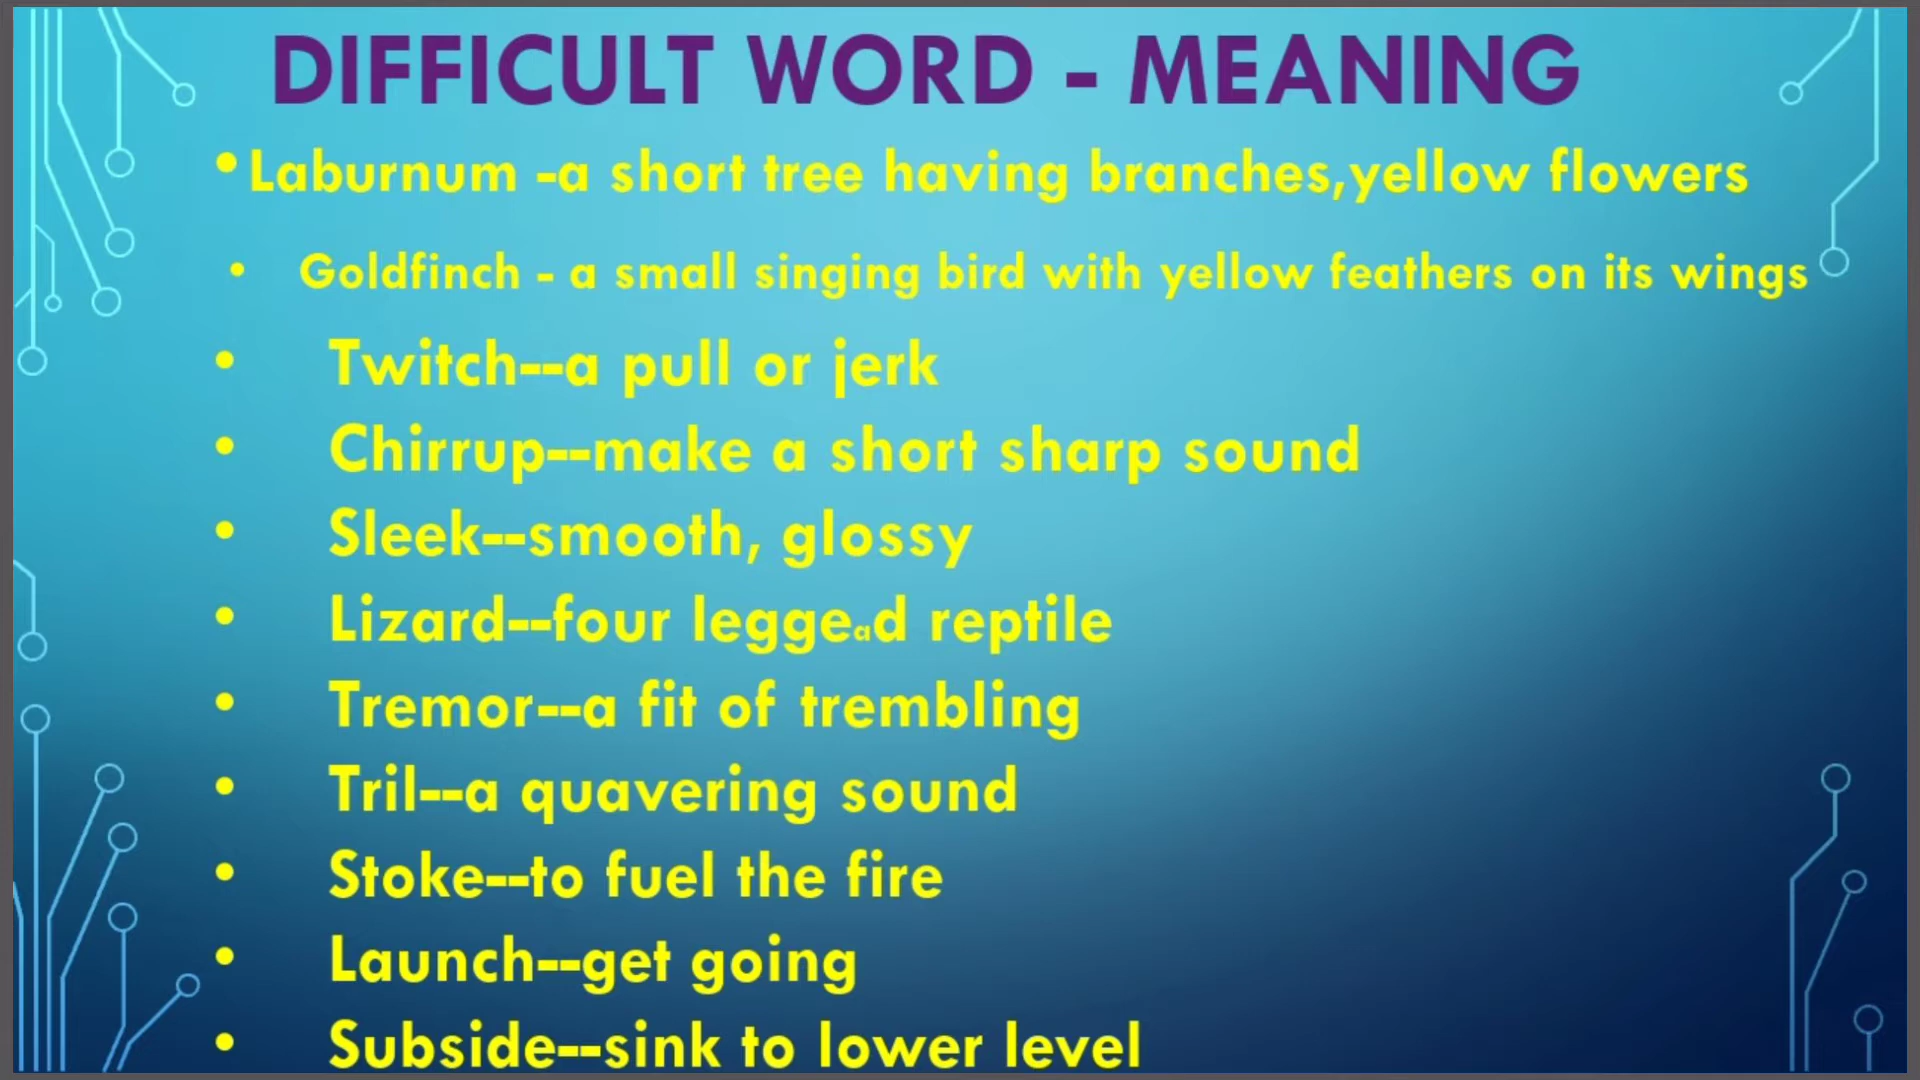 DIFFICULT WORD - MEANING
•Laburnum -a short tree having branches,yellow flowers
• Goldfinch - a small singing bird with yellow feathers on its wings
• Twitch--a pull or jerk
• Chirrup--make a short sharp sound
• Sleek--smooth, glossy
• Lizard--four leggead reptile
• Tremor--a fit of trembling
• Tril--a quavering sound
• Stoke--to fuel the fire
• Launch--get going
• Subside--sink to lower level